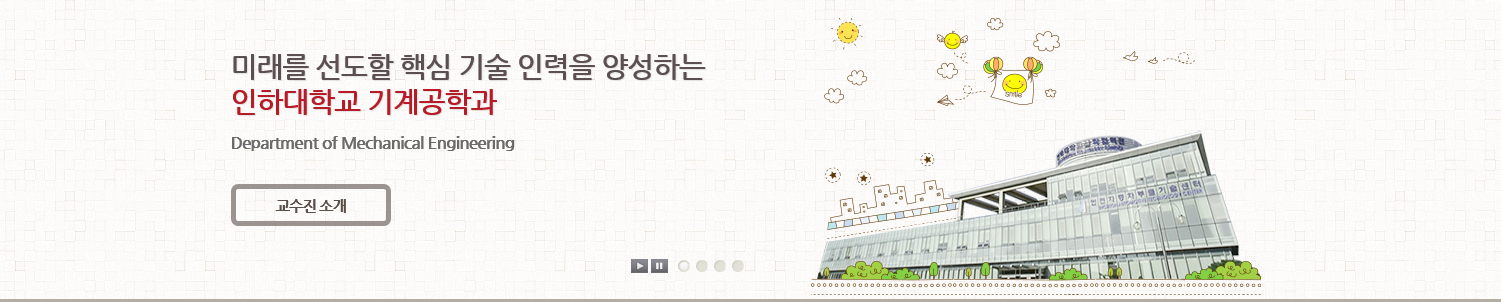 미래를 선도할 핵심 기술 인력을 양성하는
인하대학교 기계공학과
Department of Mechanical Engineering
교수진 소개